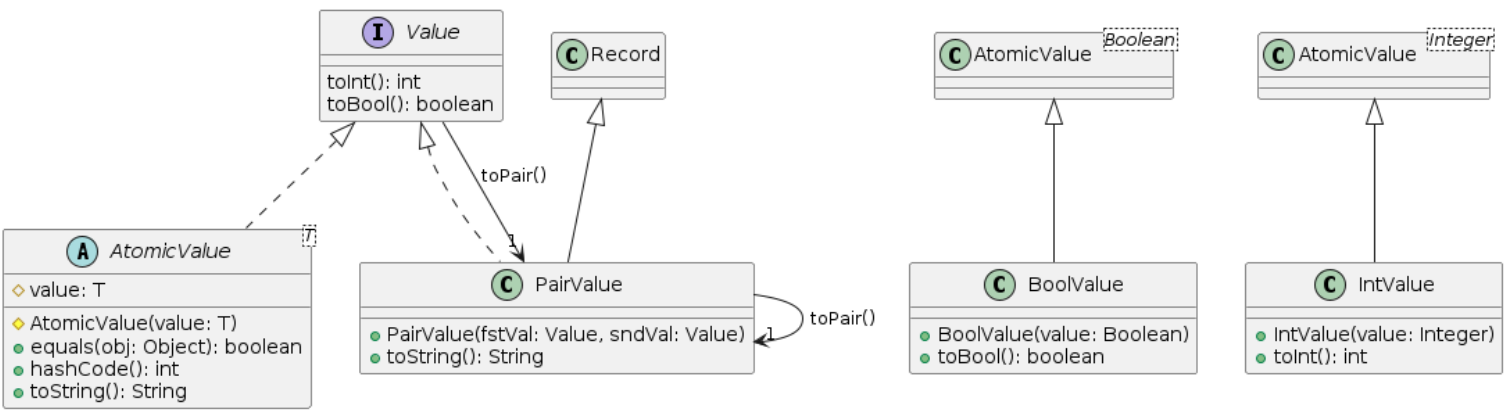 I Value
toInt(): int
toBool(): boolean
C Record
C AtomicValue Boolean
C AtomicValue Integer
toPair()
1
A AtomicValue T
value: T
AtomicValue(value: T)
equals(obj: Object): boolean
hashCode(): int
toString(): String
C PairValue
PairValue(fstVal: Value, sndVal: Value)
toString(): String
toPair()
1
C BoolValue
BoolValue(value: Boolean)
toBool(): boolean
C IntValue
IntValue(value: Integer)
toInt(): int